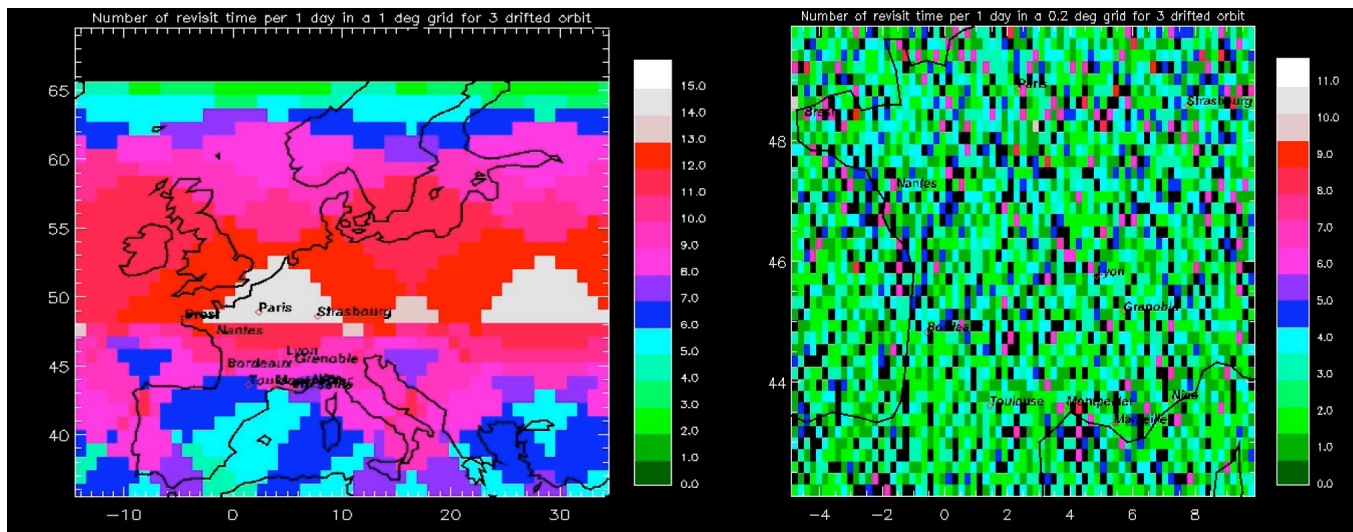 Number of revisit time per 1 day in a 1 deg grid for 3 drifted orbit
65
60
55
50
45
40
−10
0
10
20
30
15.0
14.0
13.0
12.0
11.0
10.0
9.0
8.0
7.0
6.0
5.0
4.0
3.0
2.0
1.0
0.0
Paris
Brest
Strasbourg
Nantes
Lyon
Grenoble
Bordeaux
Number of revisit time per 1 day in a 0.2 deg grid for 3 drifted orbit
48
46
44
−4
−2
0
2
4
6
8
11.0
10.0
9.0
8.0
7.0
6.0
5.0
4.0
3.0
2.0
1.0
0.0
Paris
Strasbourg
Brest
Nantes
Lyon
Grenoble
Bordeaux
Nice
Toulouse
Montpellier
Marseille